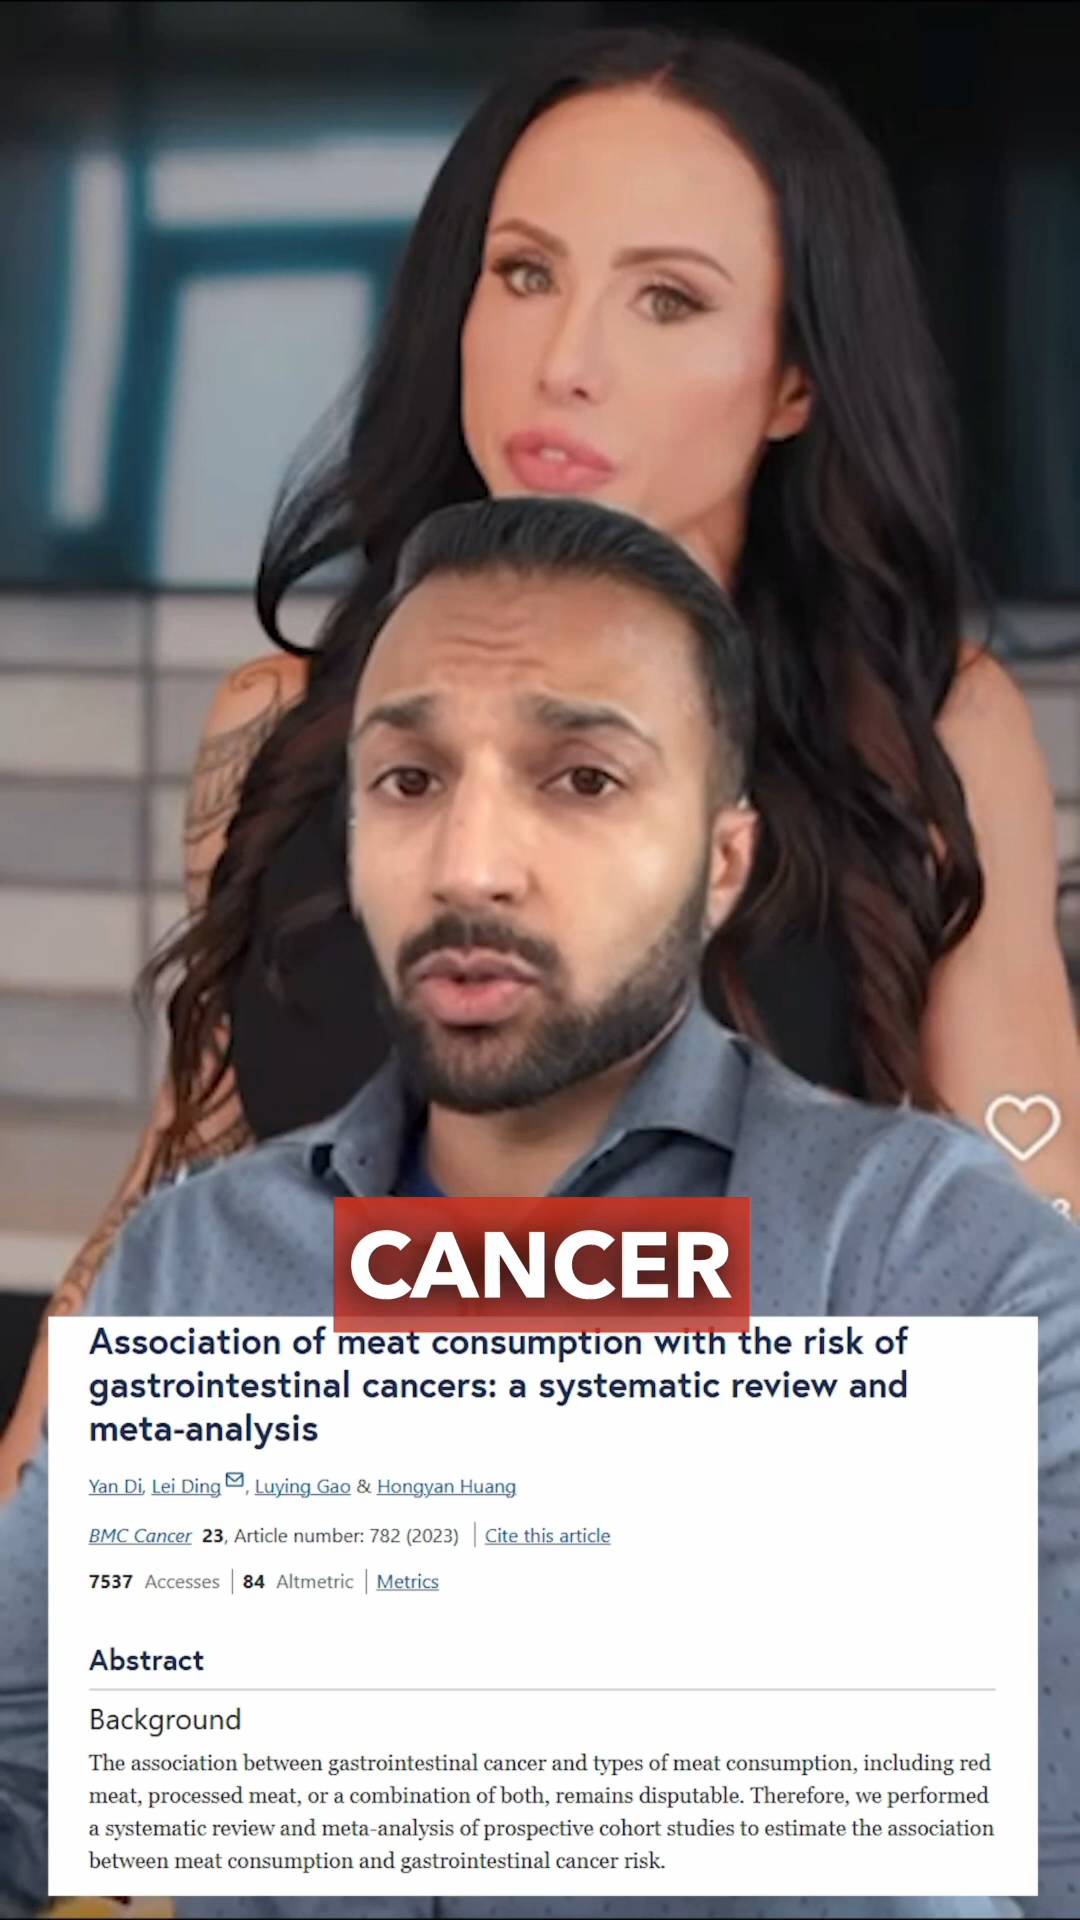 CANCER
Association of meat consumption with the risk of
gastrointestinal cancers: a systematic review and
meta-analysis
Yan Di, Lei Ding, Luying Gao & Hongyan Huang
BMC Cancer 23, Article number: 782 (2023) | Cite this article
7537 Accesses | 84 Altmetric | Metrics
Abstract
Background
The association between gastrointestinal cancer and types of meat consumption, including red
meat, processed meat, or a combination of both, remains disputable. Therefore, we performed
a systematic review and meta-analysis of prospective cohort studies to estimate the association
between meat consumption and gastrointestinal cancer risk.